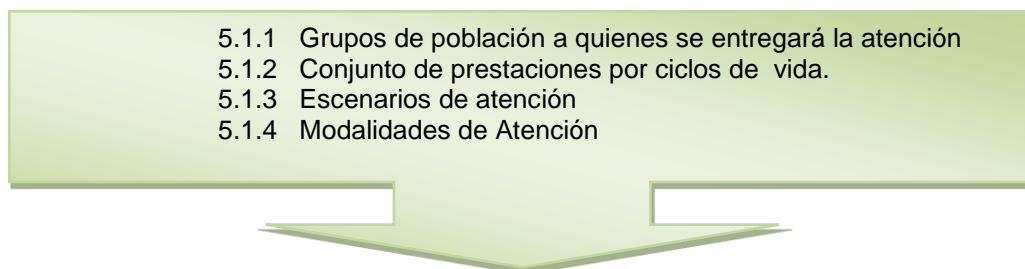 5.1.1 Grupos de población a quienes se entregará la atención
5.1.2 Conjunto de prestaciones por ciclos de vida.
5.1.3 Escenarios de atención
5.1.4 Modalidades de Atención